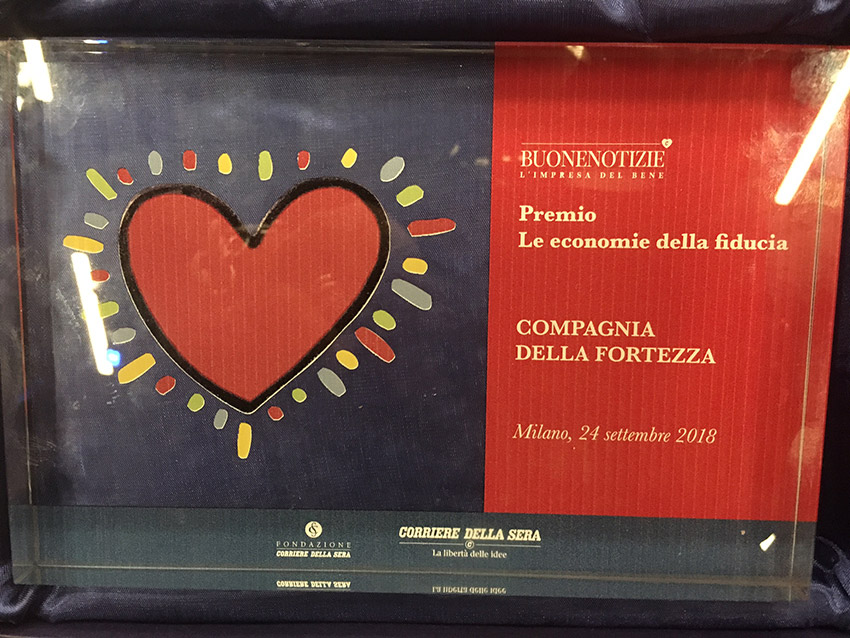 BUONENOTIZIE
L'IMPRESA DEL BENE
Premio
Le economie della fiducia
COMPAGNIA
DELLA FORTEZZA
Milano, 24 settembre 2018
FONDAZIONE
CORRIERE DELLA SERA
CORRIERE DELLA SERA
La libertà delle idee